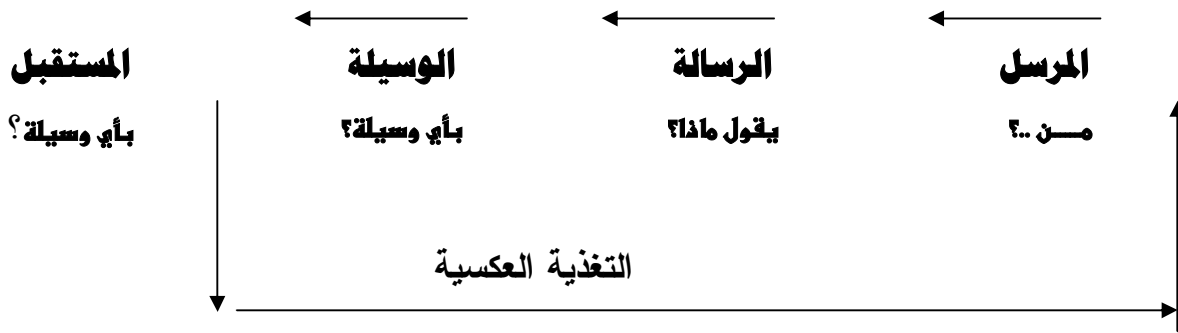 المرسل الرسالة الوسيلة المستقبل
مـــن ..؟ يقول ماذا؟ بأي وسيلة؟ بأي وسيلة؟
التغذية العكسية